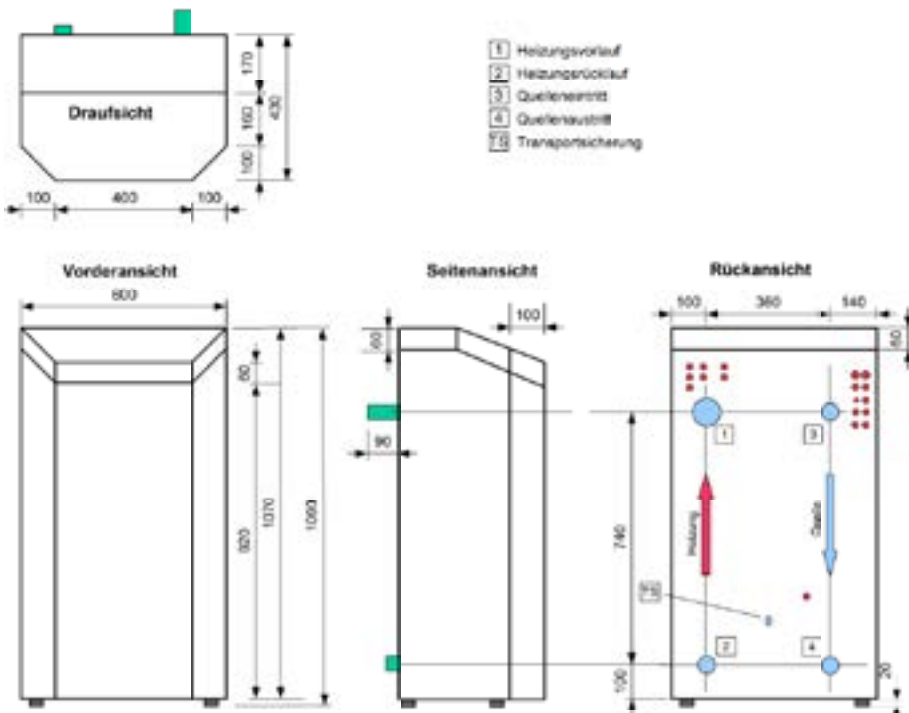 1 Heizungsvorlauf
2 Heizungsrücklauf
3 Quelleneintritt
4 Quellenaustritt
TS Transportsicherung
Draufsicht
170
160
430
100
100
400
100
Vorderansicht
600
60
920
1070
1090
Seitenansicht
100
60
90
Rückansicht
100
360
140
60
1
3
Heizung
Quelle
740
TS
2
4
100
20